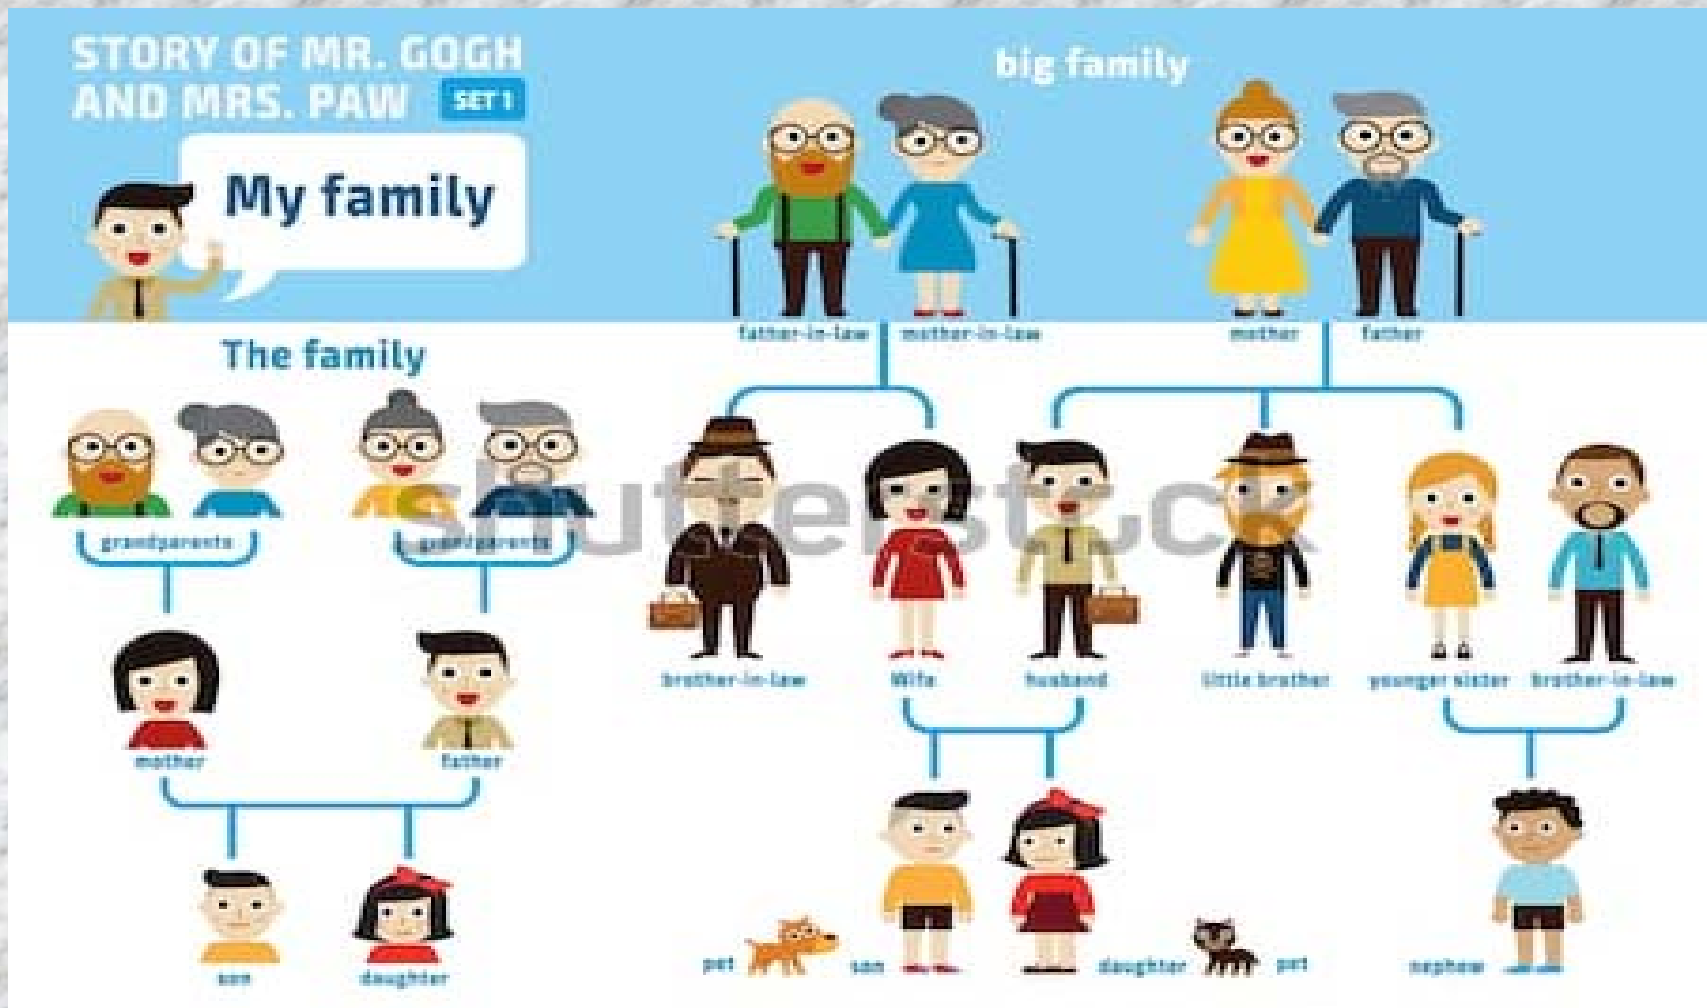 STORY OF MR. GOGH
AND MRS. PAW SET 1
My family
big family
father-in-law mother-in-law mother father
The family
grandparents grandparents
shutterstock
brother-in-law Wife husband little brother younger sister brother-in-law
mother father
pet son daughter pet nephew
son daughter